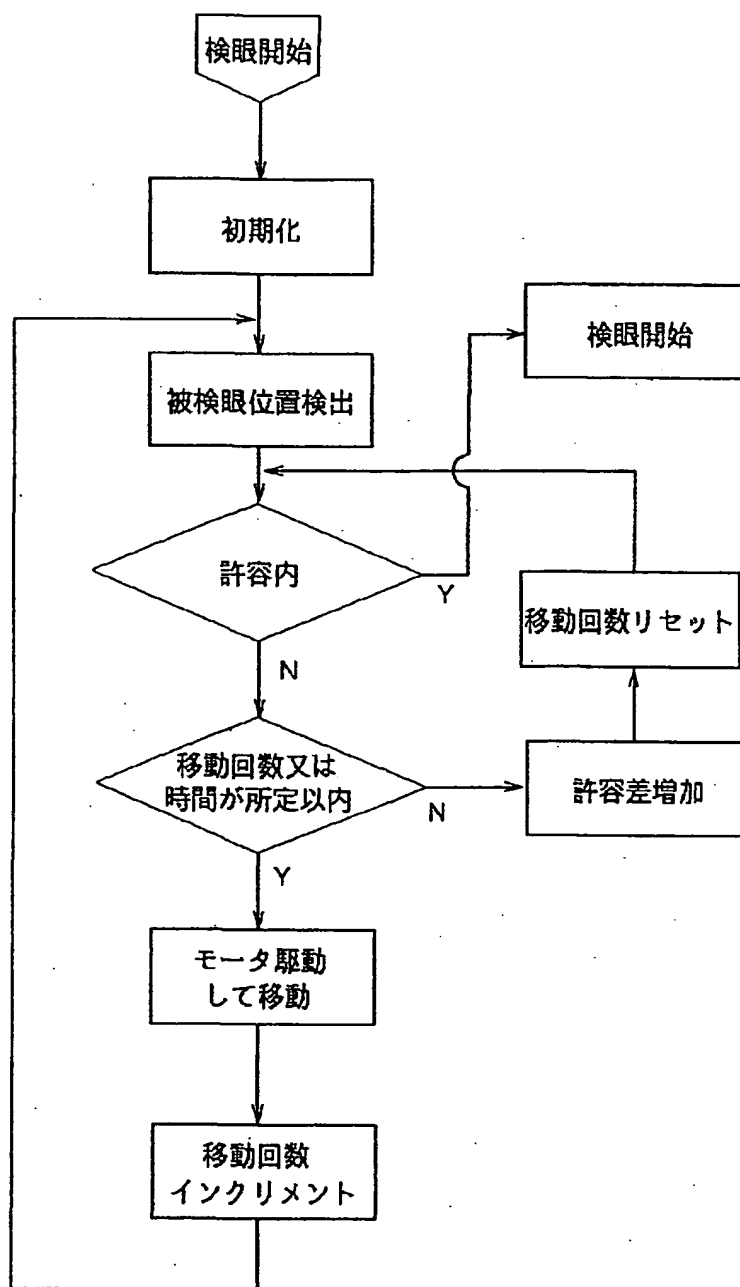 検眼開始
初期化
検眼開始
被検眼位置検出
許容内
Y
移動回数リセット
N
移動回数又は
時間が所定以内
N
許容差増加
Y
モータ駆動
して移動
移動回数
インクリメント